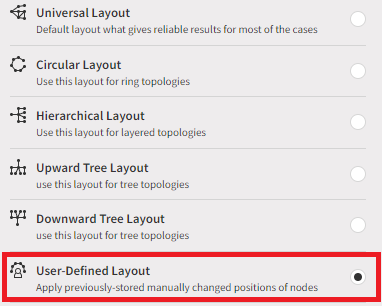 Universal Layout
Default layout what gives reliable results for most of the cases
Circular Layout
Use this layout for ring topologies
Hierarchical Layout
Use this layout for layered topologies
Upward Tree Layout
use this layout for tree topologies
Downward Tree Layout
use this layout for tree topologies
User-Defined Layout
Apply previously-stored manually changed positions of nodes